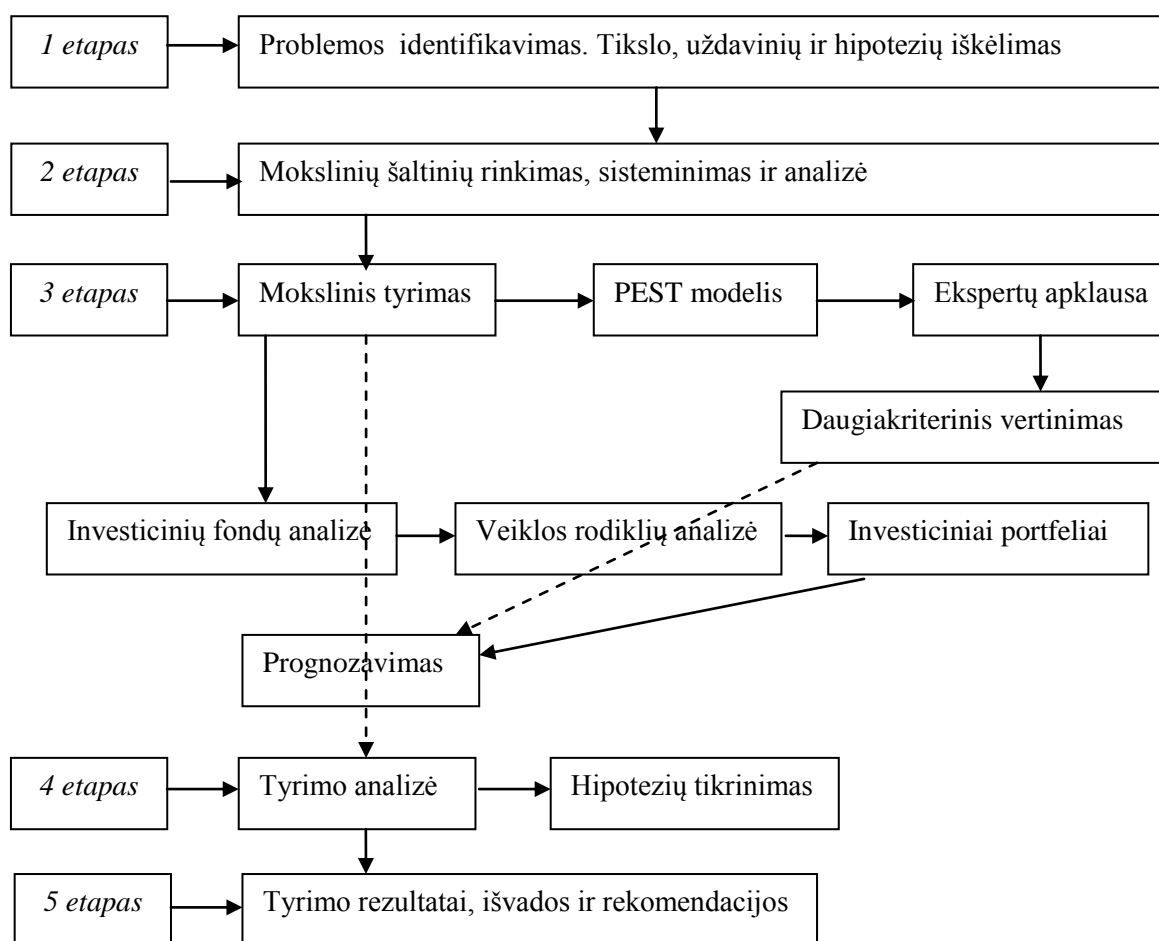 1 etapas
Problemos identifikavimas. Tikslo, uždavinių ir hipotezių iškėlimas
2 etapas
Mokslinių šaltinių rinkimas, sisteminimas ir analizė
3 etapas
Mokslinis tyrimas
PEST modelis
Ekspertų apklausa
Daugiakriterinis vertinimas
Investicinių fondų analizė
Veiklos rodiklių analizė
Investiciniai portfeliai
Prognozavimas
4 etapas
Tyrimo analizė
Hipotezių tikrinimas
5 etapas
Tyrimo rezultatai, išvados ir rekomendacijos